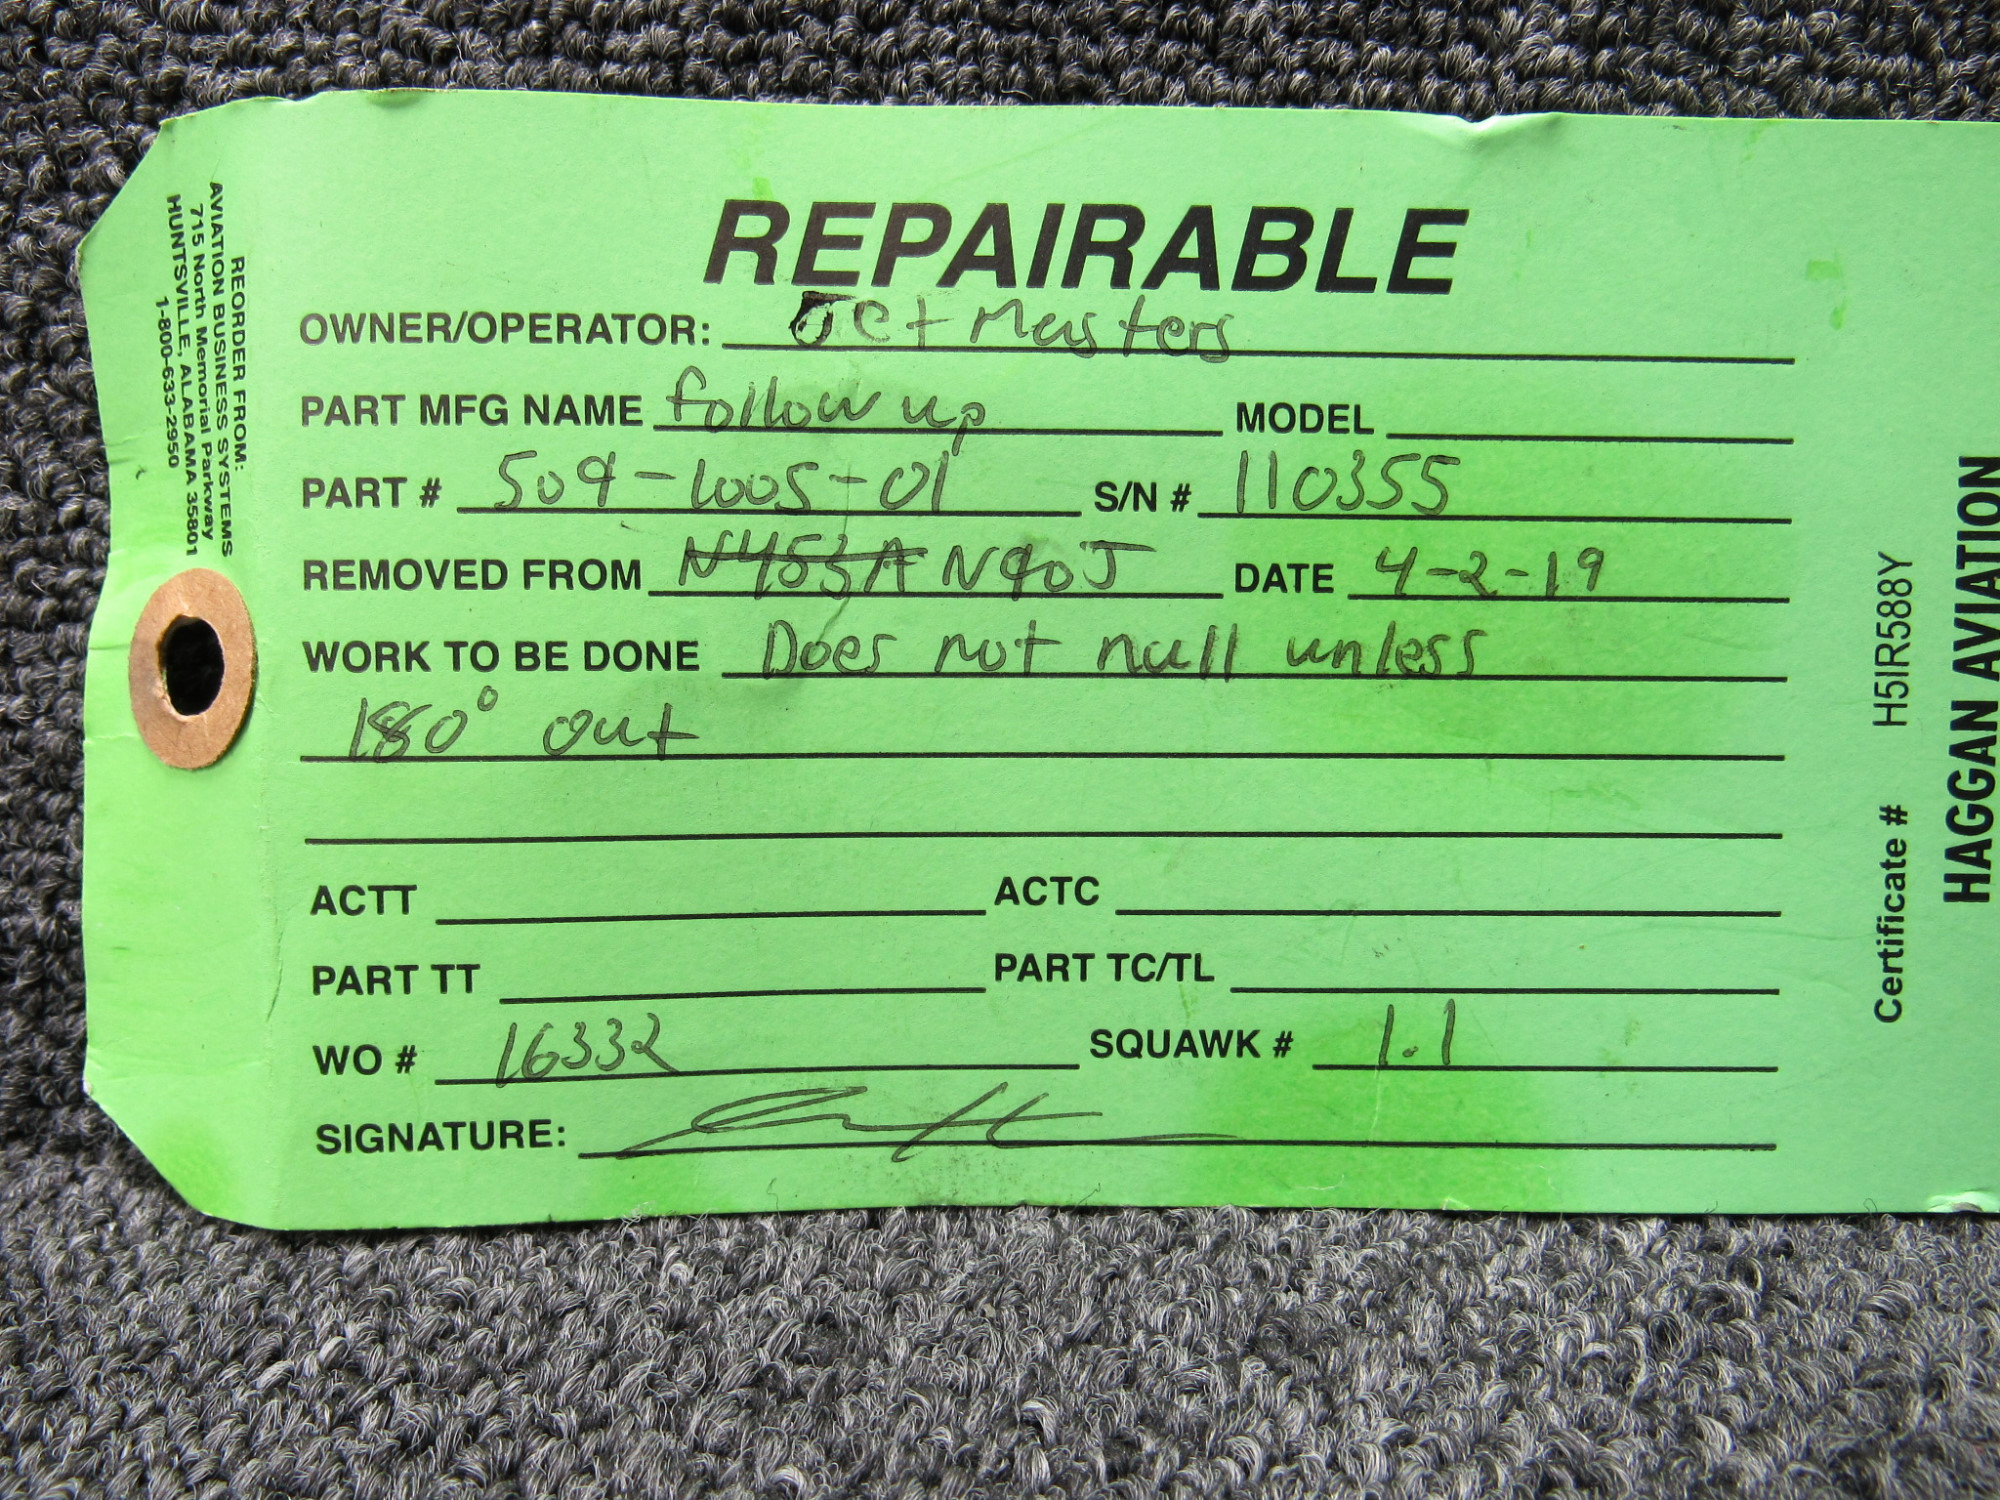 REPAIRABLE
OWNER/OPERATOR: Jet Masters
PART MFG NAME follow up MODEL
PART # 509-1005-01 S/N # 110355
REMOVED FROM N453A N90J DATE 4-2-19
WORK TO BE DONE Does not null unless
180° out
ACTT ACTC
PART TT PART TC/TL
WO # 16332 SQUAWK # 1.1
SIGNATURE:
REORDER FROM:
AVIATION BUSINESS SYSTEMS
715 North Memorial Parkway
HUNTSVILLE, ALABAMA 35801
1-800-633-2950
Certificate # H5IR588Y
HAGGAN AVIATION